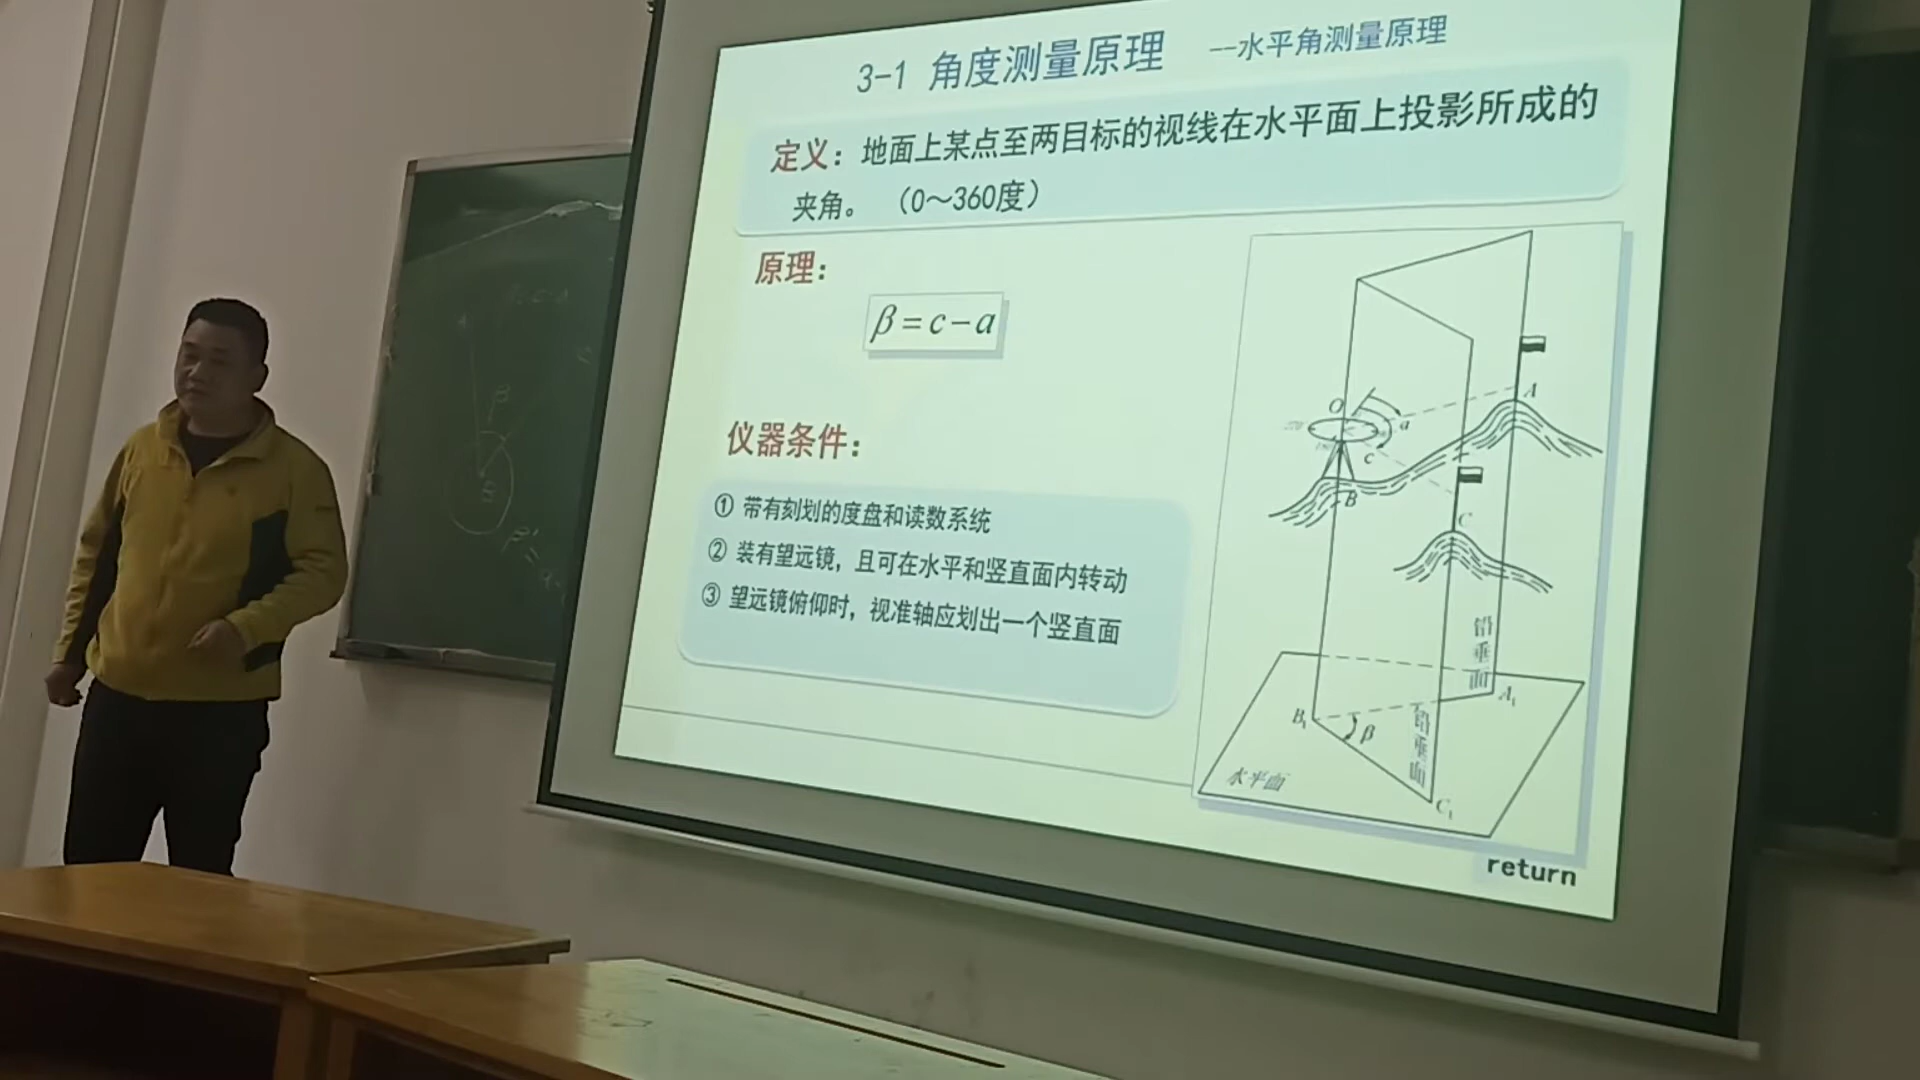 3-1 角度测量原理 --水平角测量原理
定义：地面上某点至两目标的视线在水平面上投影所成的
夹角。（0～360度）
原理：
β=c-a
仪器条件：
① 带有刻划的度盘和读数系统
② 装有望远镜，且可在水平和竖直面内转动
③ 望远镜俯仰时，视准轴应划出一个竖直面
A
O
a
c
B
C
铅垂面
A₁
B₁
β
铅垂面
水平面
C₁
return
β